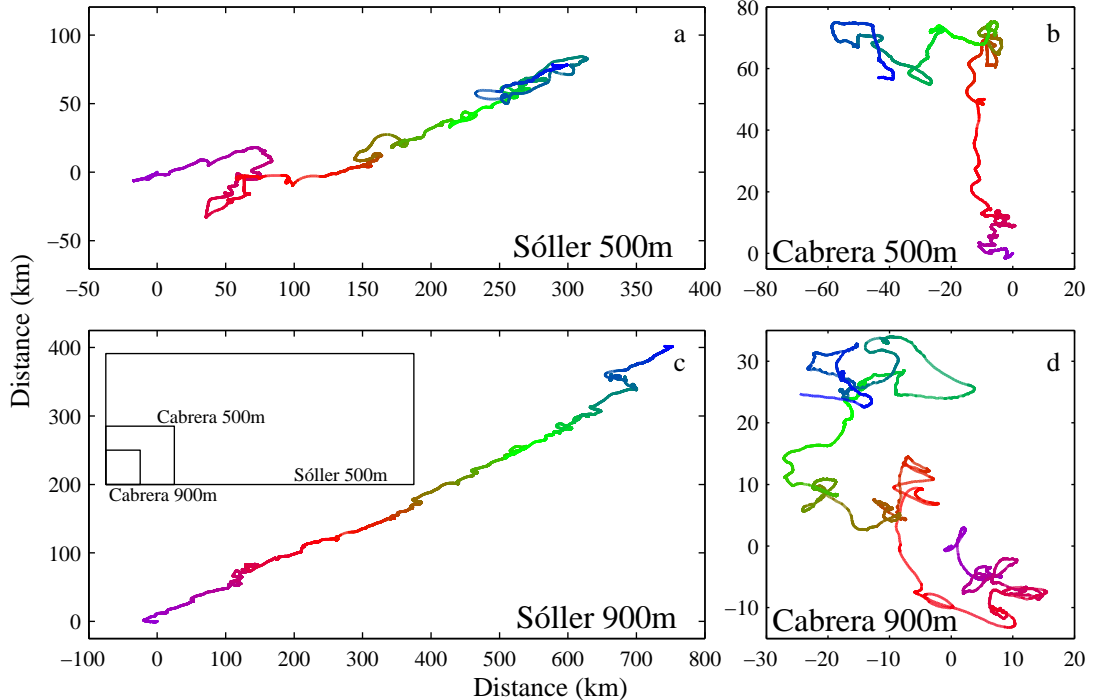 100
50
0
−50
a
Sóller 500m
−50 0 50 100 150 200 250 300 350 400
80
60
40
20
0
b
Cabrera 500m
−80 −60 −40 −20 0 20
Distance (km)
400
300
200
100
0
c
Cabrera 500m
Sóller 500m
Cabrera 900m
Sóller 900m
−100 0 100 200 300 400 500 600 700 800
30
20
10
0
−10
d
Cabrera 900m
−30 −20 −10 0 10 20
Distance (km)